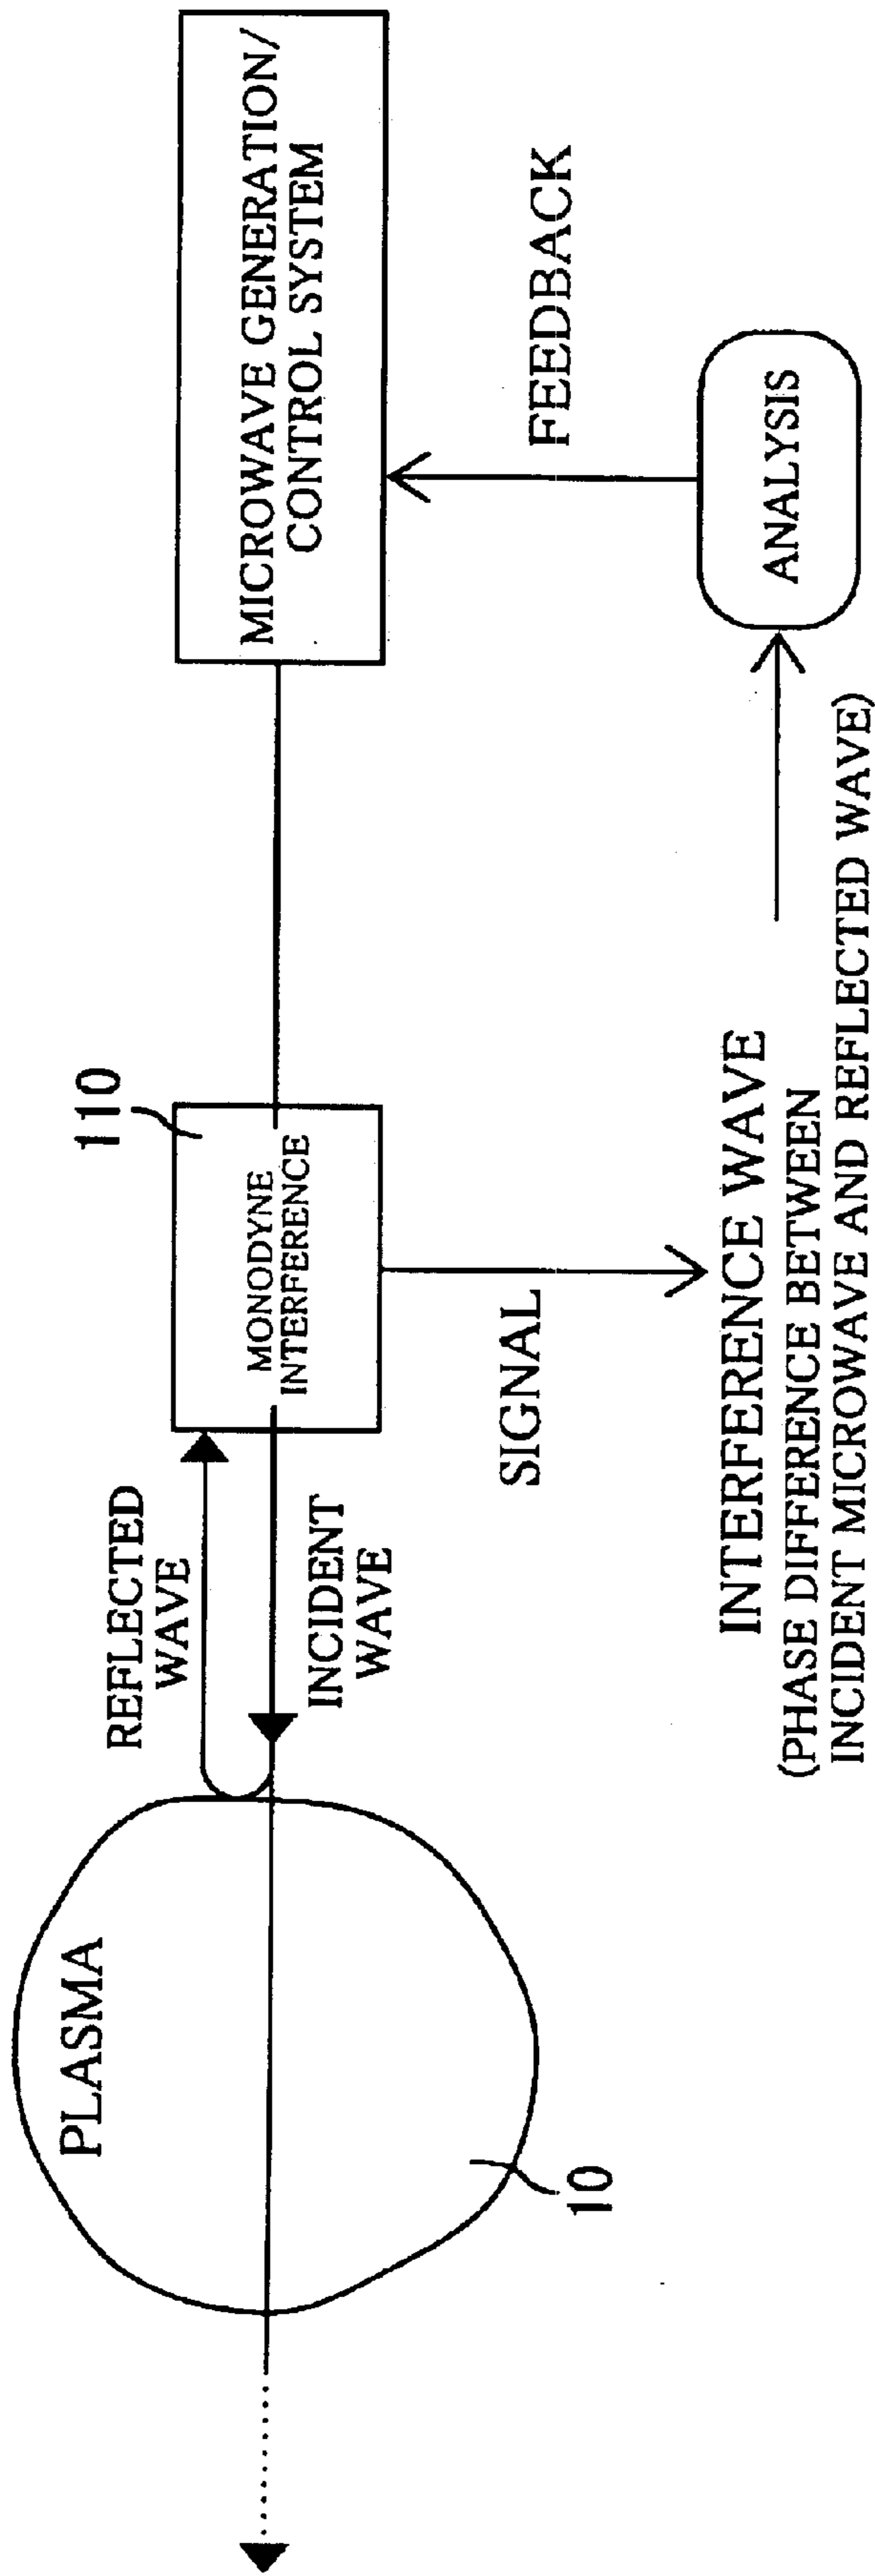 PLASMA
10
REFLECTED
WAVE
INCIDENT
WAVE
110
MONODYNE
INTERFERENCE
SIGNAL
INTERFERENCE WAVE
(PHASE DIFFERENCE BETWEEN
INCIDENT MICROWAVE AND REFLECTED WAVE)
MICROWAVE GENERATION/
CONTROL SYSTEM
FEEDBACK
ANALYSIS